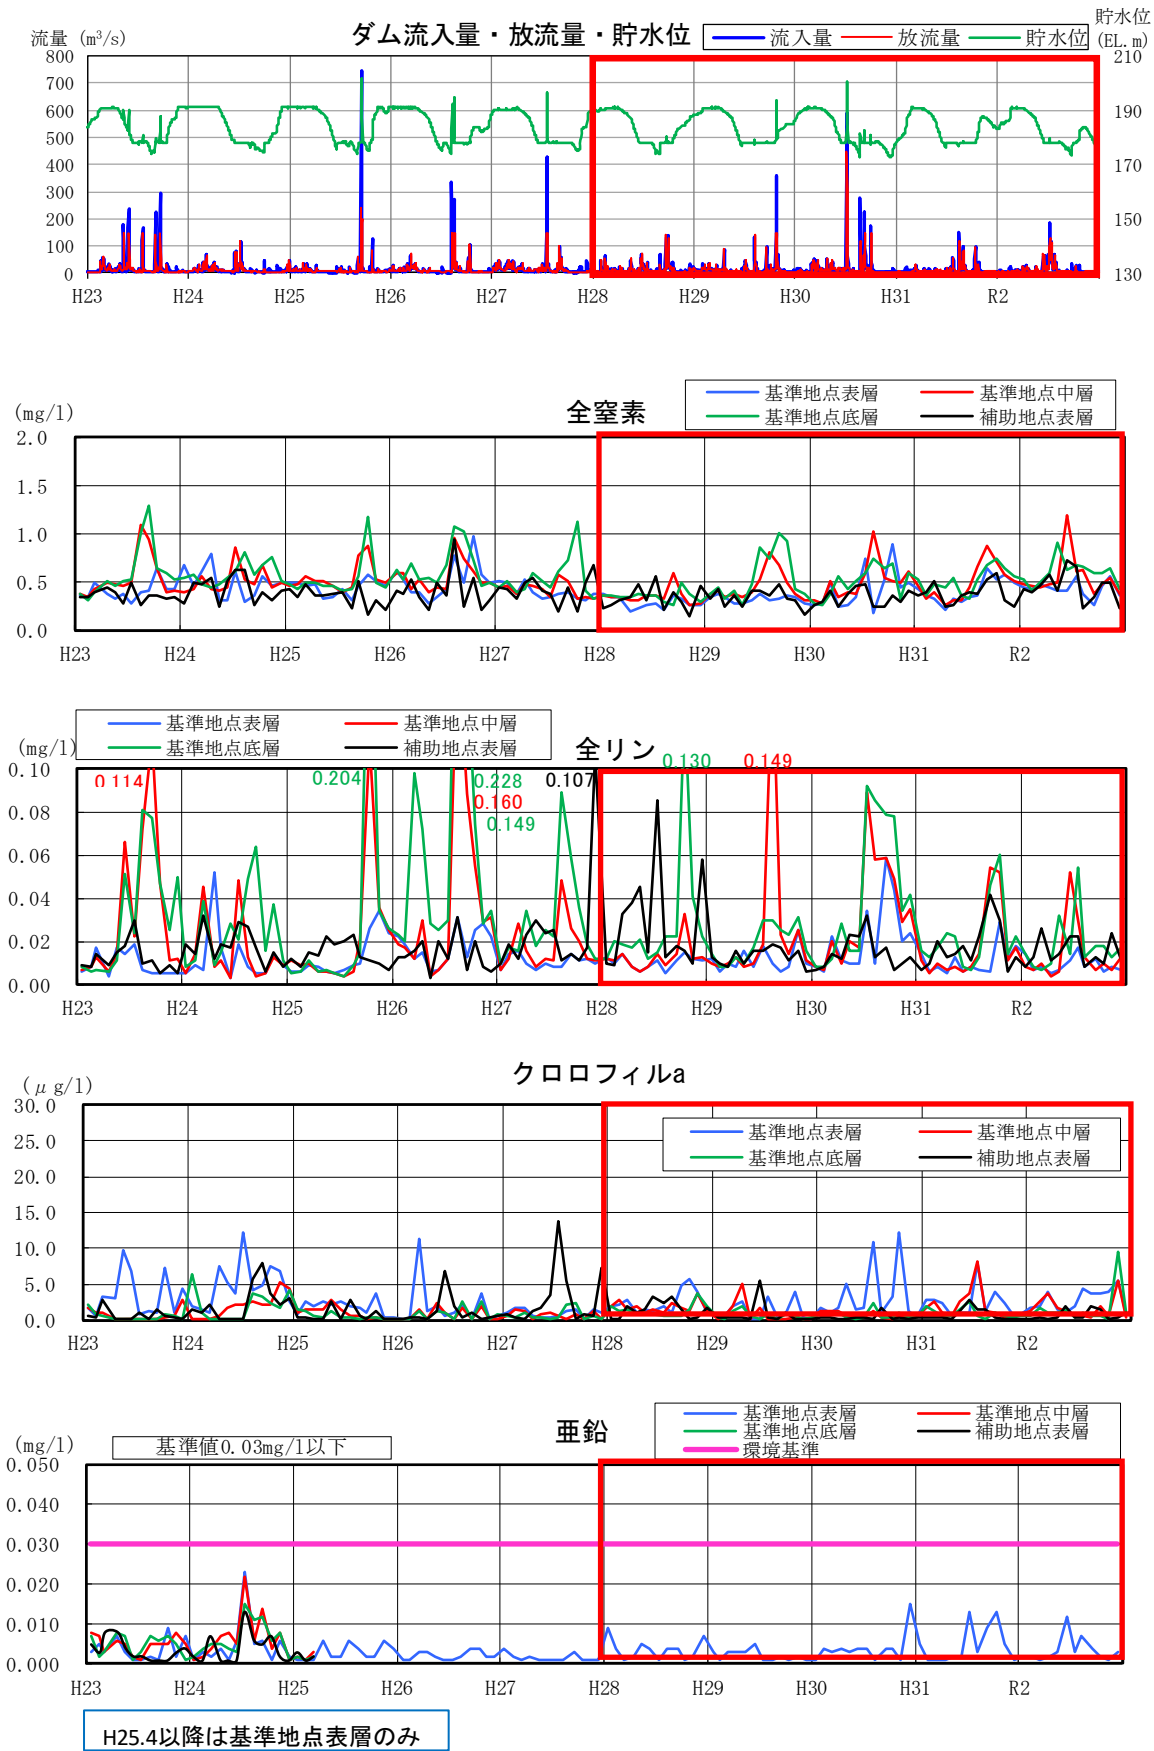 ダム流入量・放流量・貯水位
流入量 放流量 貯水位
流量 (m³/s)
貯水位
(EL.m)
800
700
600
500
400
300
200
100
0
210
190
170
150
130
H23 H24 H25 H26 H27 H28 H29 H30 H31 R2
全窒素
基準地点表層 基準地点中層
基準地点底層 補助地点表層
(mg/l)
2.0
1.5
1.0
0.5
0.0
H23 H24 H25 H26 H27 H28 H29 H30 H31 R2
基準地点表層 基準地点中層
基準地点底層 補助地点表層
全リン
(mg/l)
0.10
0.08
0.06
0.04
0.02
0.00
0.114
0.204
0.228
0.160
0.149
0.107
0.130
0.149
H23 H24 H25 H26 H27 H28 H29 H30 H31 R2
クロロフィルa
(μg/l)
基準地点表層 基準地点中層
基準地点底層 補助地点表層
30.0
25.0
20.0
15.0
10.0
5.0
0.0
H23 H24 H25 H26 H27 H28 H29 H30 H31 R2
亜鉛
基準地点表層 基準地点中層
基準地点底層 補助地点表層
環境基準
(mg/l)
基準値0.03mg/l以下
0.050
0.040
0.030
0.020
0.010
0.000
H23 H24 H25 H26 H27 H28 H29 H30 H31 R2
H25.4以降は基準地点表層のみ